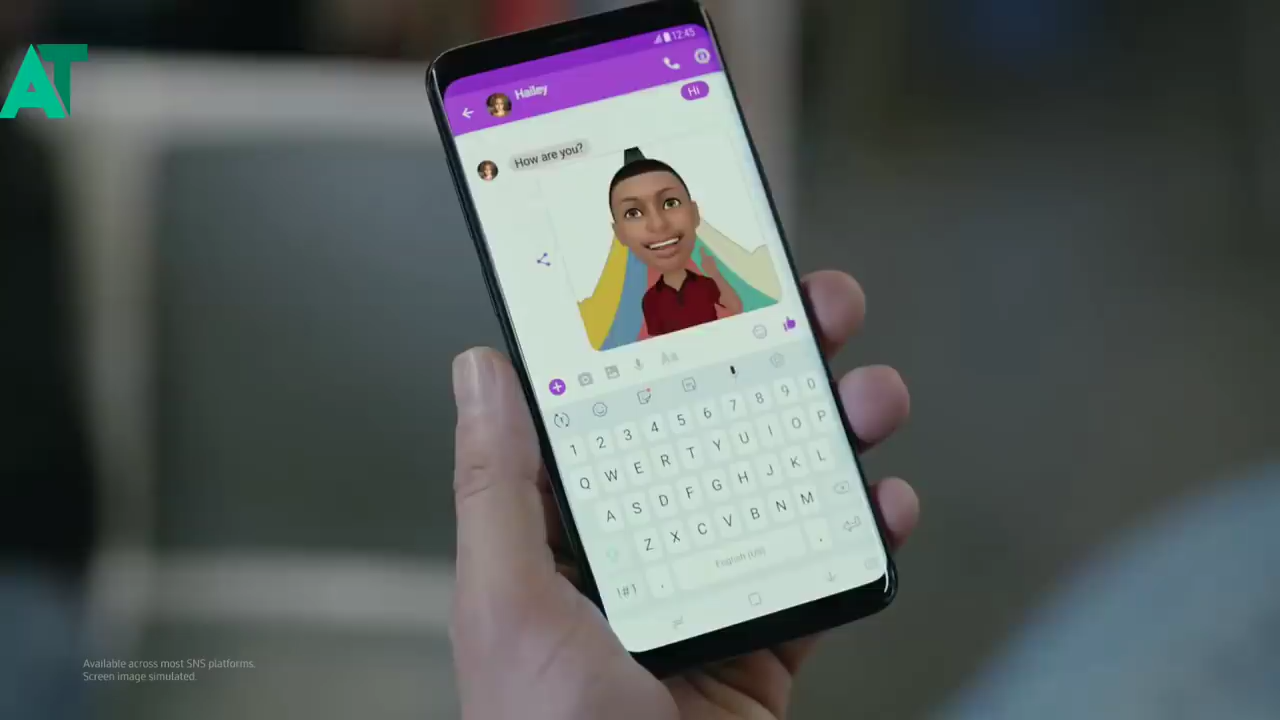 AT
12:45
Hailey
Hi
How are you?
Aa
1 2 3 4 5 6 7 8 9 0
Q W E R T Y U I O P
A S D F G H J K L
Z X C V B N M
!#1 , English (US) .
Available across most SNS platforms.
Screen image simulated.